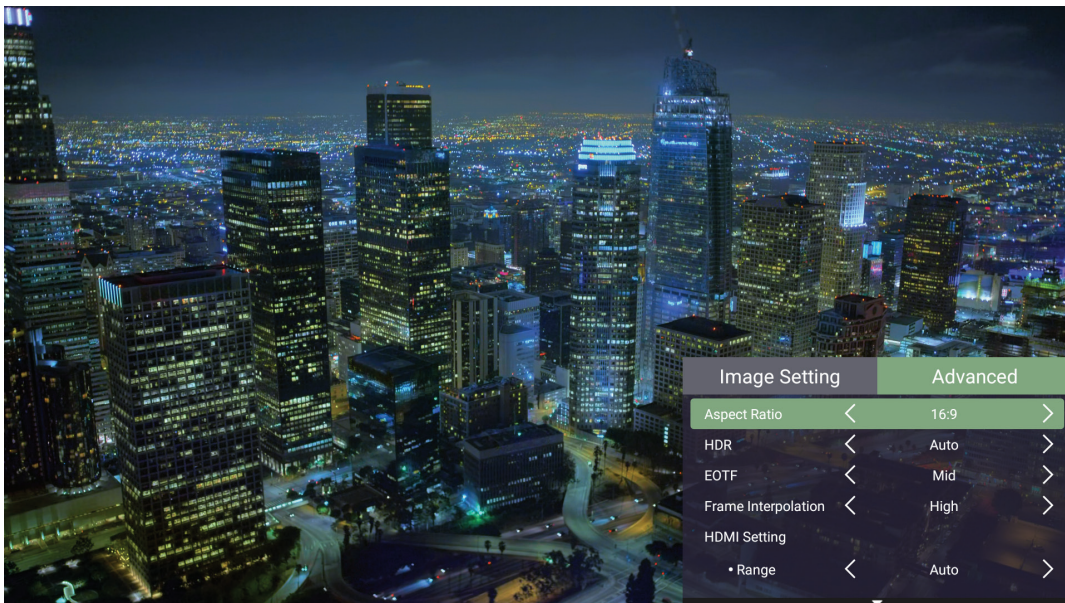 Image Setting Advanced
Aspect Ratio < 16:9 >
HDR < Auto >
EOTF < Mid >
Frame Interpolation < High >
HDMI Setting
• Range < Auto >